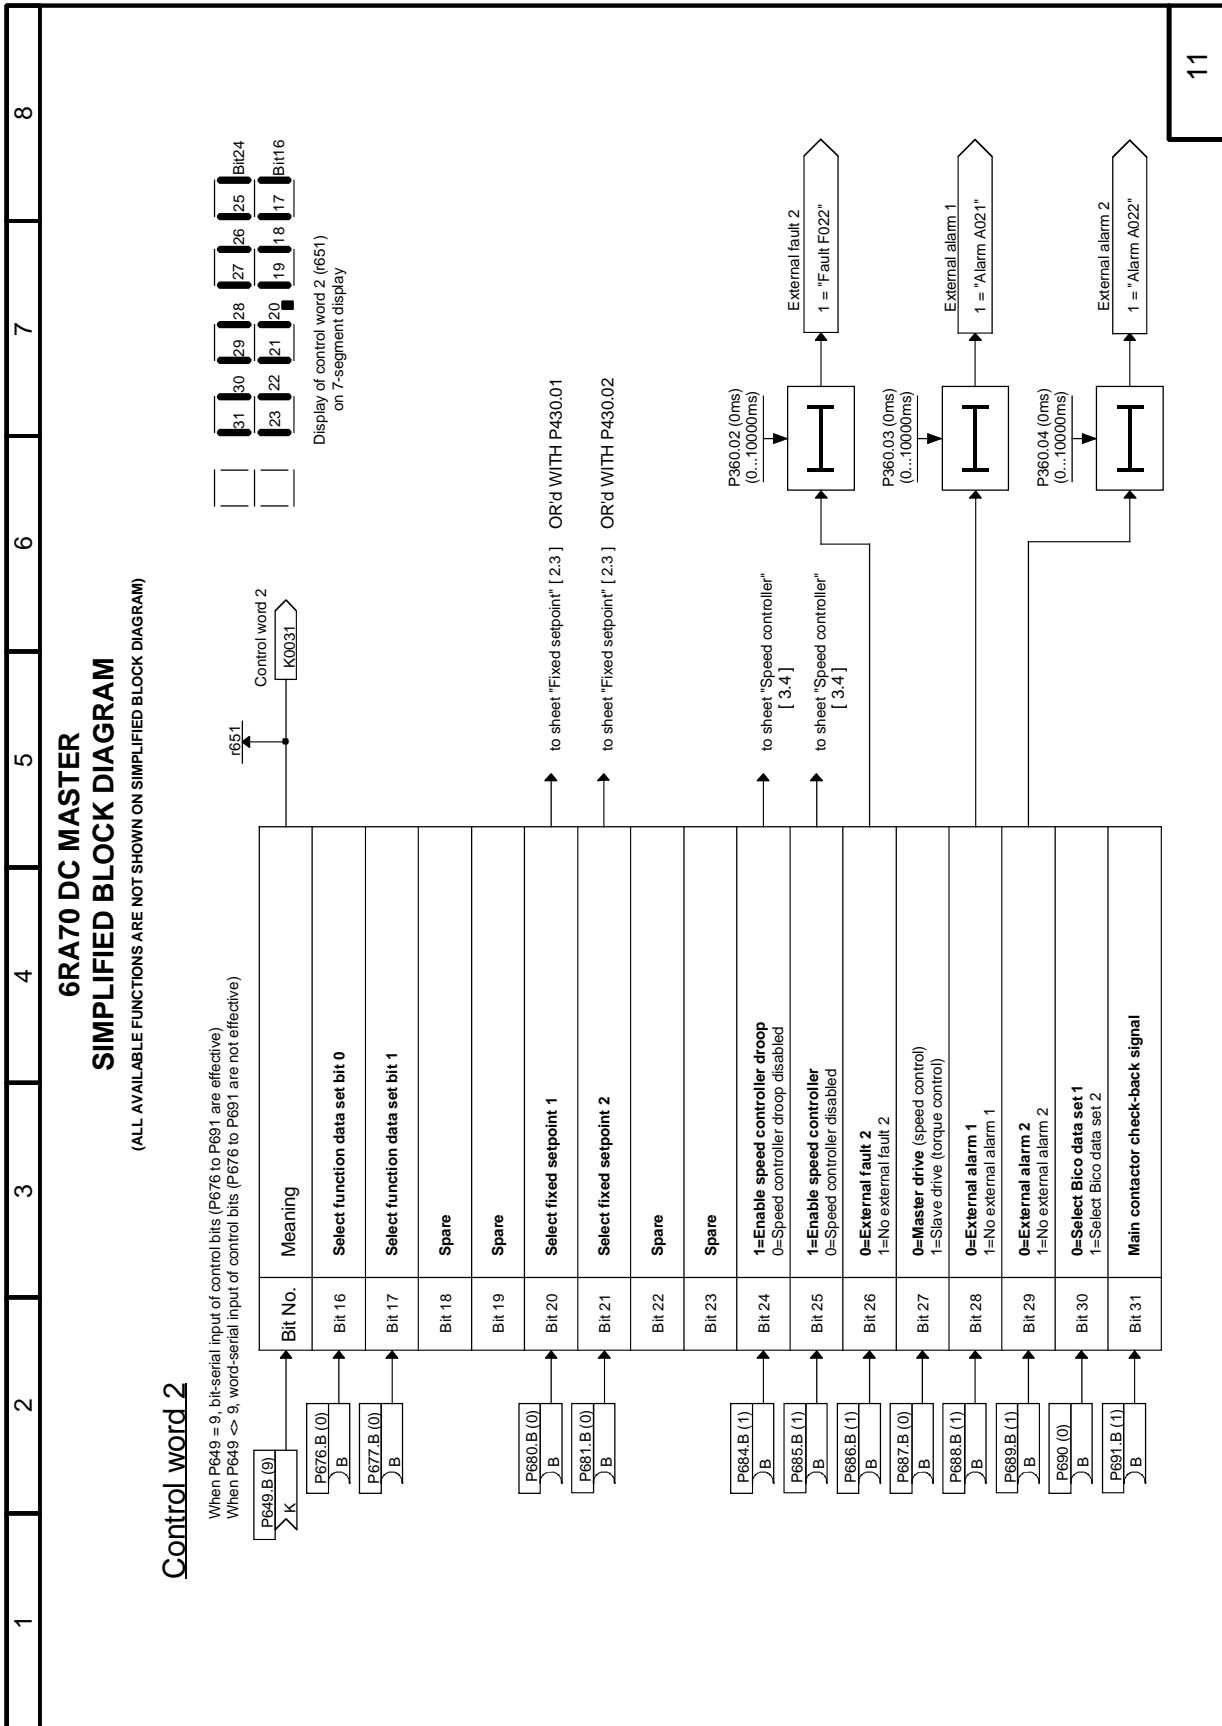 1 2 3 4 5 6 7 8
6RA70 DC MASTER
SIMPLIFIED BLOCK DIAGRAM
(ALL AVAILABLE FUNCTIONS ARE NOT SHOWN ON SIMPLIFIED BLOCK DIAGRAM)
Control word 2
When P649 = 9, bit-serial input of control bits (P676 to P691 are effective)
When P649 <> 9, word-serial input of control bits (P676 to P691 are not effective)
P649.B (9)
K
Bit No. Meaning
r651
Control word 2
K0031
31 30 29 28 27 26 25 Bit24
23 22 21 20 19 18 17 Bit16
Display of control word 2 (r651)
on 7-segment display
P676.B (0)
B
Bit 16 Select function data set bit 0
P677.B (0)
B
Bit 17 Select function data set bit 1
Bit 18 Spare
Bit 19 Spare
P680.B (0)
B
Bit 20 Select fixed setpoint 1
to sheet "Fixed setpoint" [ 2.3 ] OR'd WITH P430.01
P681.B (0)
B
Bit 21 Select fixed setpoint 2
to sheet "Fixed setpoint" [ 2.3 ] OR'd WITH P430.02
Bit 22 Spare
Bit 23 Spare
P684.B (1)
B
Bit 24 1=Enable speed controller droop
0=Speed controller droop disabled
to sheet "Speed controller"
[ 3.4 ]
P685.B (1)
B
Bit 25 1=Enable speed controller
0=Speed controller disabled
to sheet "Speed controller"
[ 3.4 ]
P686.B (1)
B
Bit 26 0=External fault 2
1=No external fault 2
P360.02 (0ms)
(0...10000ms)
External fault 2
1 = "Fault F022"
P687.B (0)
B
Bit 27 0=Master drive (speed control)
1=Slave drive (torque control)
P688.B (1)
B
Bit 28 0=External alarm 1
1=No external alarm 1
P360.03 (0ms)
(0...10000ms)
External alarm 1
1 = "Alarm A021"
P689.B (1)
B
Bit 29 0=External alarm 2
1=No external alarm 2
P360.04 (0ms)
(0...10000ms)
External alarm 2
1 = "Alarm A022"
P690 (0)
B
Bit 30 0=Select Bico data set 1
1=Select Bico data set 2
P691.B (1)
B
Bit 31 Main contactor check-back signal
11